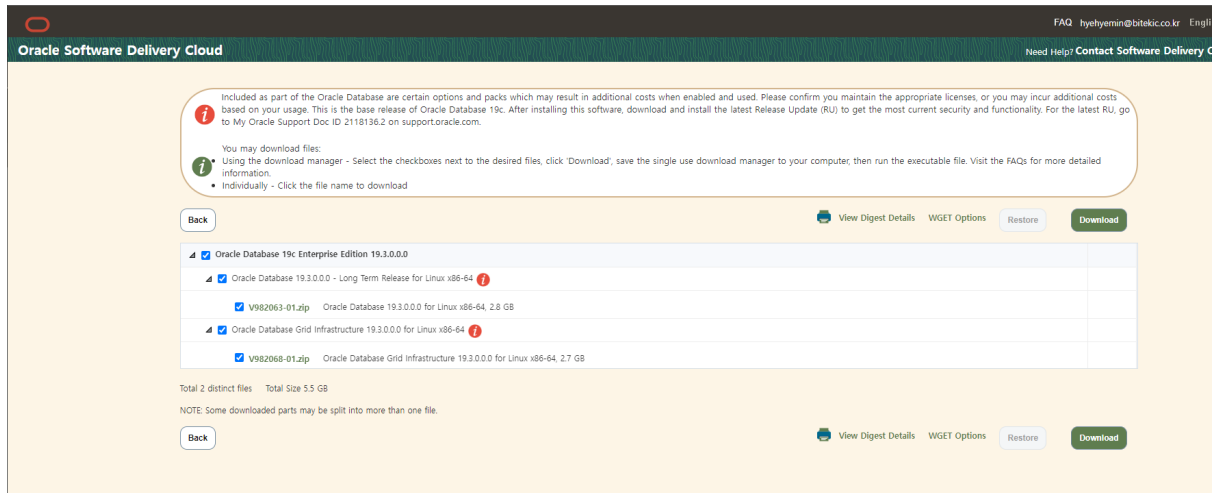 FAQ hyehyemin@bitekic.co.kr Engli
Oracle Software Delivery Cloud
Need Help? Contact Software Delivery C
Included as part of the Oracle Database are certain options and packs which may result in additional costs when enabled and used. Please confirm you maintain the appropriate licenses, or you may incur additional costs
based on your usage. This is the base release of Oracle Database 19c. After installing this software, download and install the latest Release Update (RU) to get the most current security and functionality. For the latest RU, go
to My Oracle Support Doc ID 2118136.2 on support.oracle.com.
You may download files:
Using the download manager - Select the checkboxes next to the desired files, click 'Download', save the single use download manager to your computer, then run the executable file. Visit the FAQs for more detailed
information.
Individually - Click the file name to download
Back View Digest Details WGET Options Restore Download
Oracle Database 19c Enterprise Edition 19.3.0.0.0
Oracle Database 19.3.0.0.0 - Long Term Release for Linux x86-64
V982063-01.zip Oracle Database 19.3.0.0.0 for Linux x86-64, 2.8 GB
Oracle Database Grid Infrastructure 19.3.0.0.0 for Linux x86-64
V982068-01.zip Oracle Database Grid Infrastructure 19.3.0.0.0 for Linux x86-64, 2.7 GB
Total 2 distinct files Total Size 5.5 GB
NOTE: Some downloaded parts may be split into more than one file.
Back View Digest Details WGET Options Restore Download